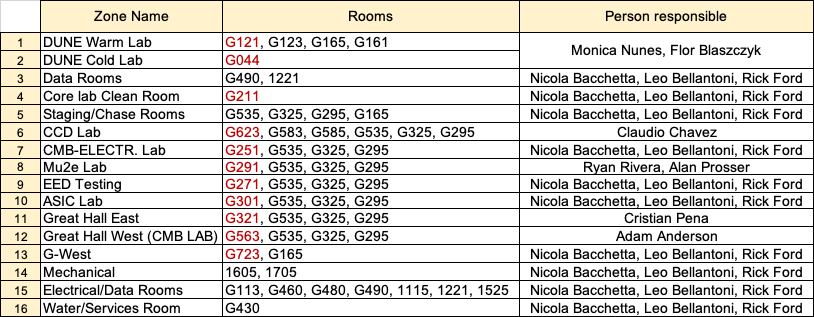 Zone Name Rooms Person responsible
1 DUNE Warm Lab G121, G123, G165, G161 Monica Nunes, Flor Blaszczyk
2 DUNE Cold Lab G044
3 Data Rooms G490, 1221 Nicola Bacchetta, Leo Bellantoni, Rick Ford
4 Core lab Clean Room G211 Nicola Bacchetta, Leo Bellantoni, Rick Ford
5 Staging/Chase Rooms G535, G325, G295, G165 Nicola Bacchetta, Leo Bellantoni, Rick Ford
6 CCD Lab G623, G583, G585, G535, G325, G295 Claudio Chavez
7 CMB-ELECTR. Lab G251, G535, G325, G295 Nicola Bacchetta, Leo Bellantoni, Rick Ford
8 Mu2e Lab G291, G535, G325, G295 Ryan Rivera, Alan Prosser
9 EED Testing G271, G535, G325, G295 Nicola Bacchetta, Leo Bellantoni, Rick Ford
10 ASIC Lab G301, G535, G325, G295 Nicola Bacchetta, Leo Bellantoni, Rick Ford
11 Great Hall East G321, G535, G325, G295 Cristian Pena
12 Great Hall West (CMB LAB) G563, G535, G325, G295 Adam Anderson
13 G-West G723, G165 Nicola Bacchetta, Leo Bellantoni, Rick Ford
14 Mechanical 1605, 1705 Nicola Bacchetta, Leo Bellantoni, Rick Ford
15 Electrical/Data Rooms G113, G460, G480, G490, 1115, 1221, 1525 Nicola Bacchetta, Leo Bellantoni, Rick Ford
16 Water/Services Room G430 Nicola Bacchetta, Leo Bellantoni, Rick Ford